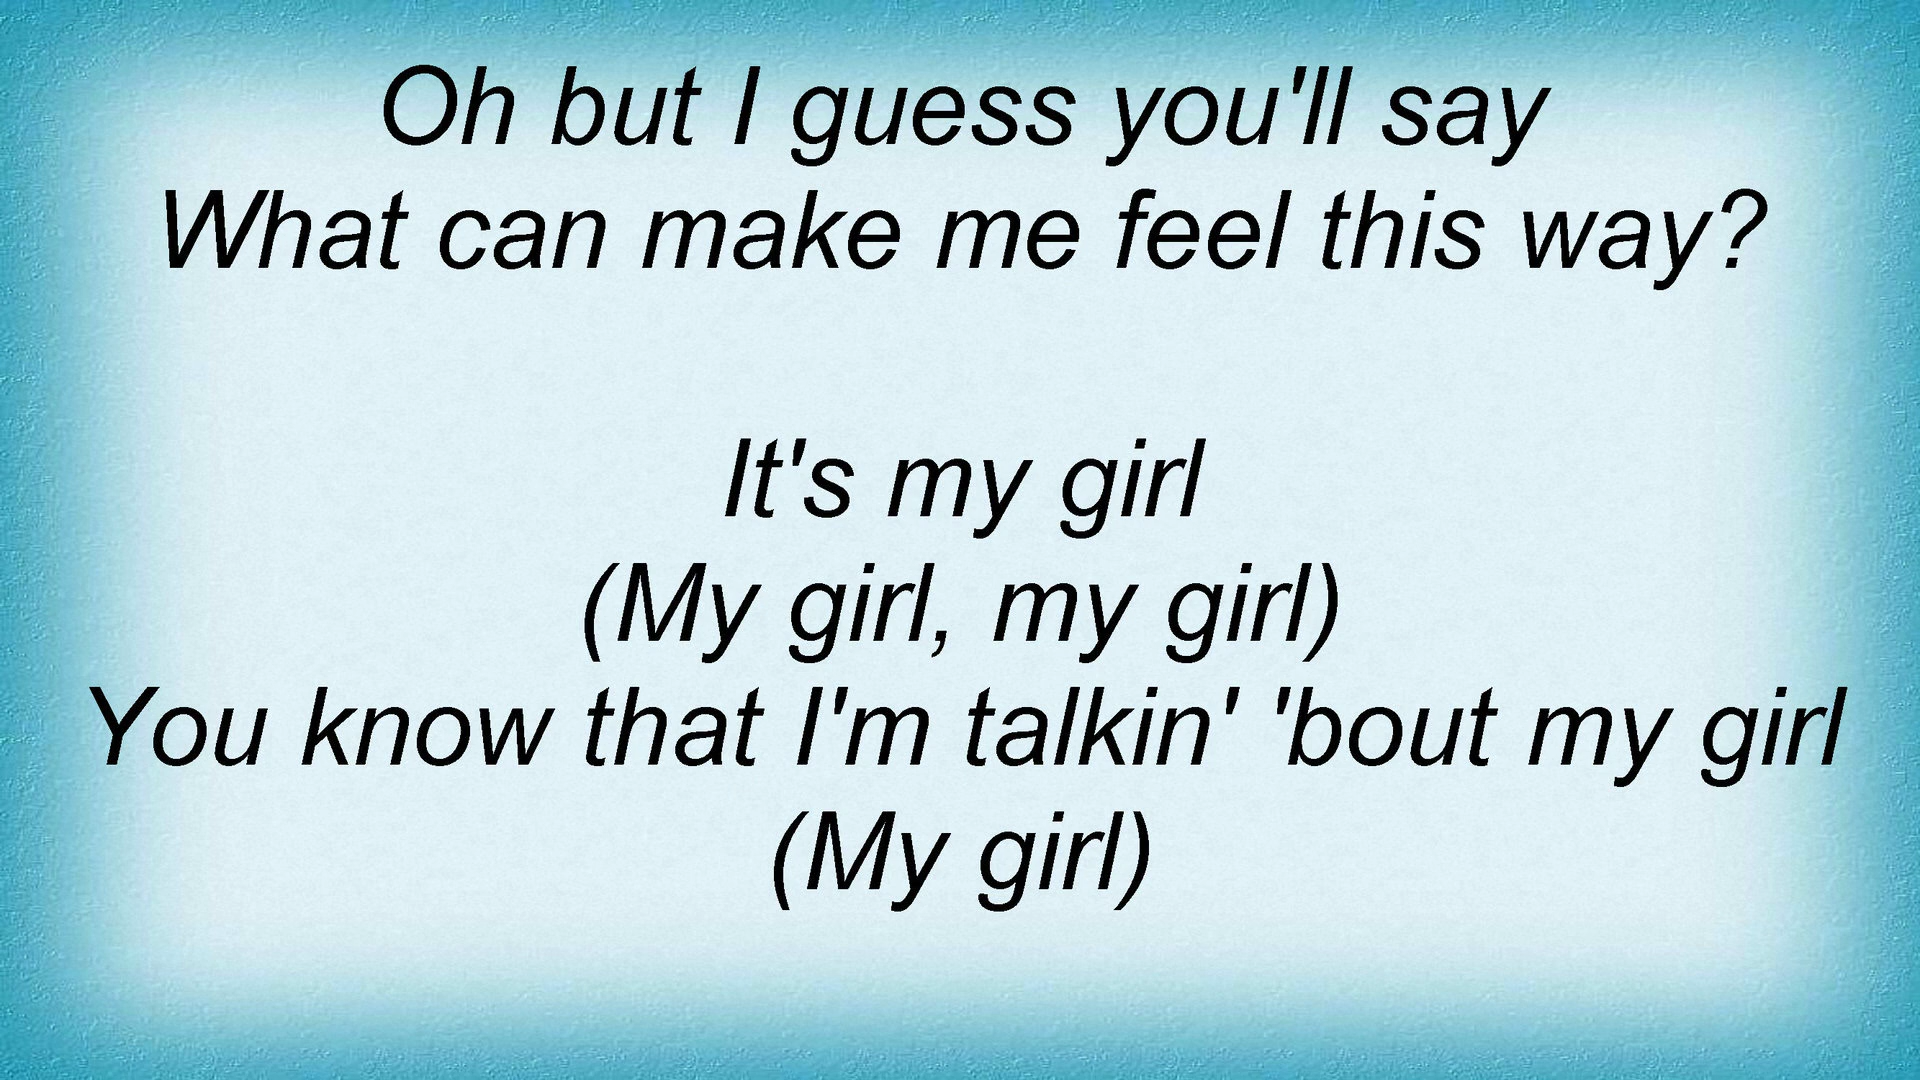 Oh but I guess you'll say
What can make me feel this way?
It's my girl
(My girl, my girl)
You know that I'm talkin' 'bout my girl
(My girl)